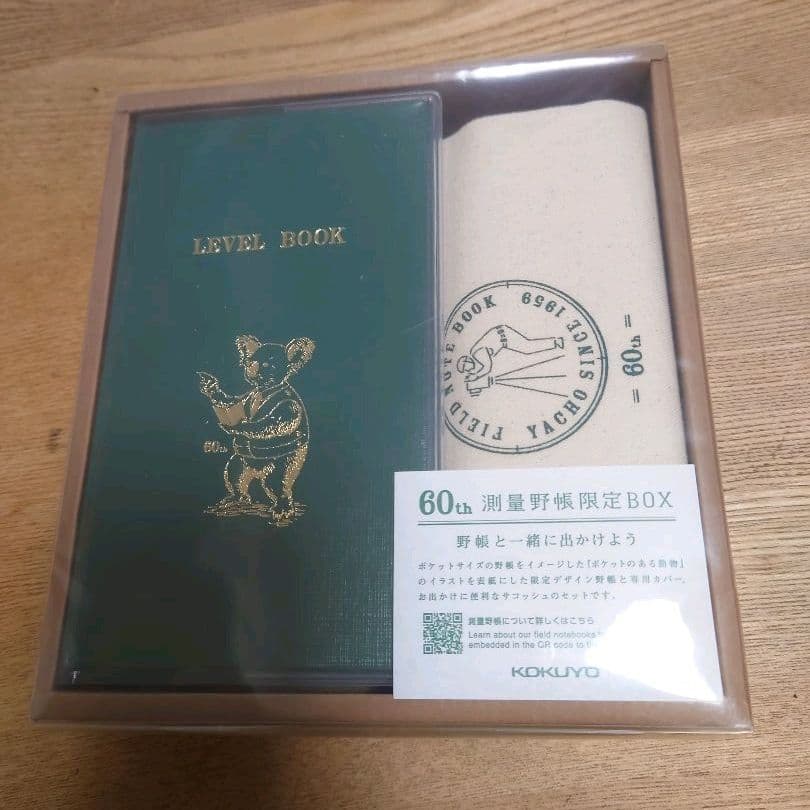 LEVEL BOOK
60th
FIELD NOTE BOOK
YACHO SINCE 1959
= 60th =
60th 測量野帳限定BOX
野帳と一緒に出かけよう
ポケットサイズの野帳をイメージした「ポケットのある動物」
のイラストを表紙にした限定デザイン野帳と専用カバー、
お出かけに便利なサコッシュのセットです。
測量野帳について詳しくはこちら
Learn about our field notebooks
embedded in the QR code to
KOKUYO